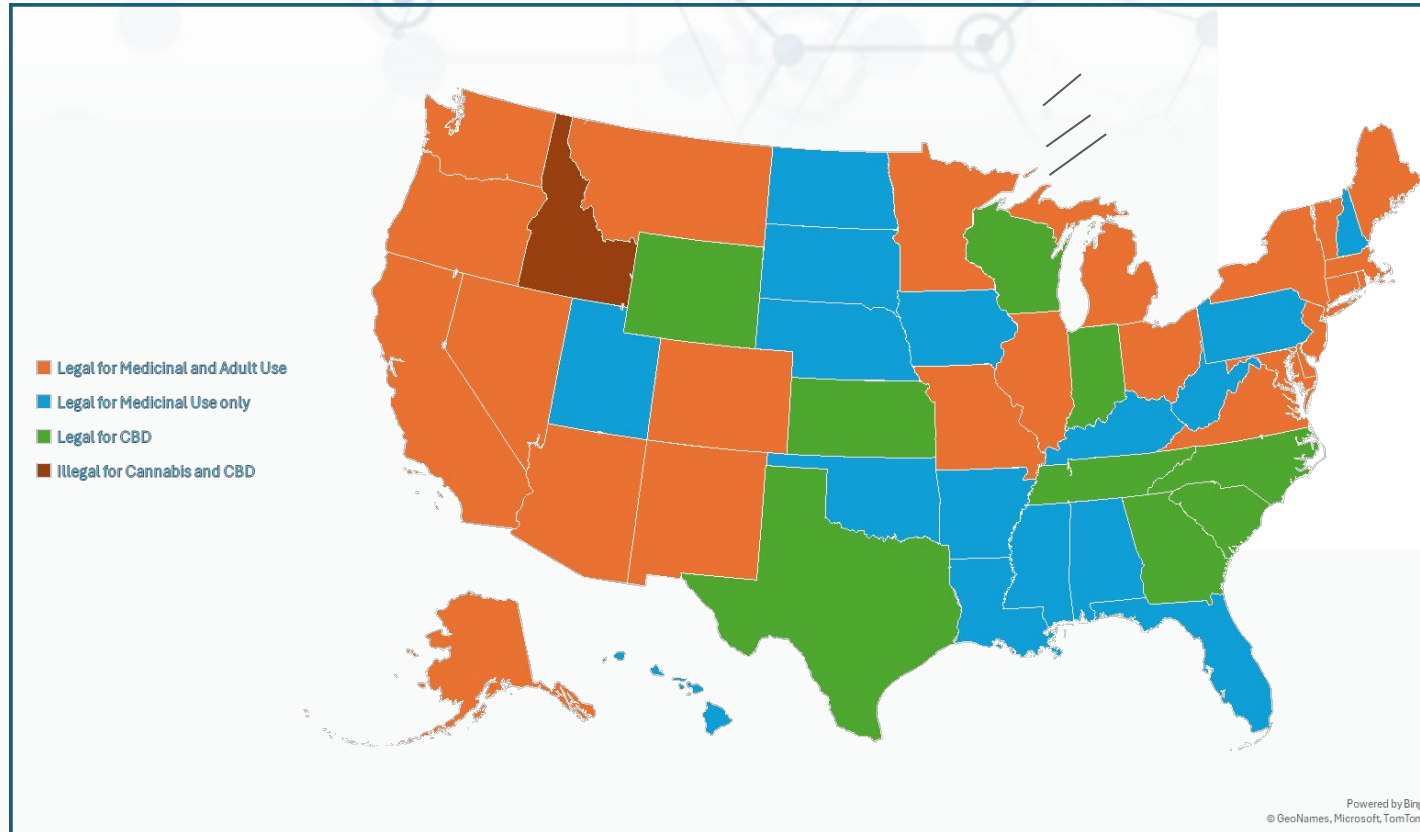 Legal for Medicinal and Adult Use
Legal for Medicinal Use only
Legal for CBD
Illegal for Cannabis and CBD
Powered by Bing
© GeoNames, Microsoft, TomTom